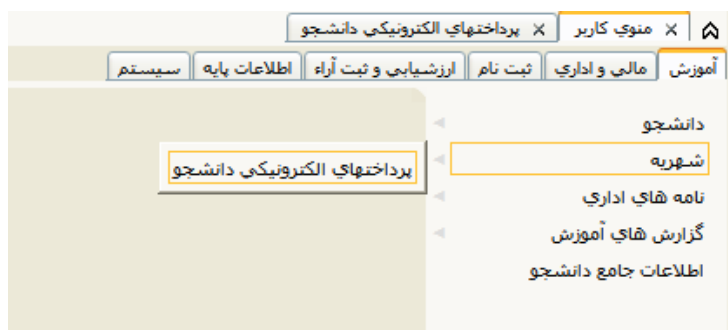 منوي كاربر x پرداختهاي الكترونيكي دانشجو x
آموزش مالي و اداري ثبت نام ارزشيابي و ثبت آراء اطلاعات پايه سيستم
دانشجو
شهريه
پرداختهاي الكترونيكي دانشجو
نامه هاي اداري
گزارش هاي آموزش
اطلاعات جامع دانشجو